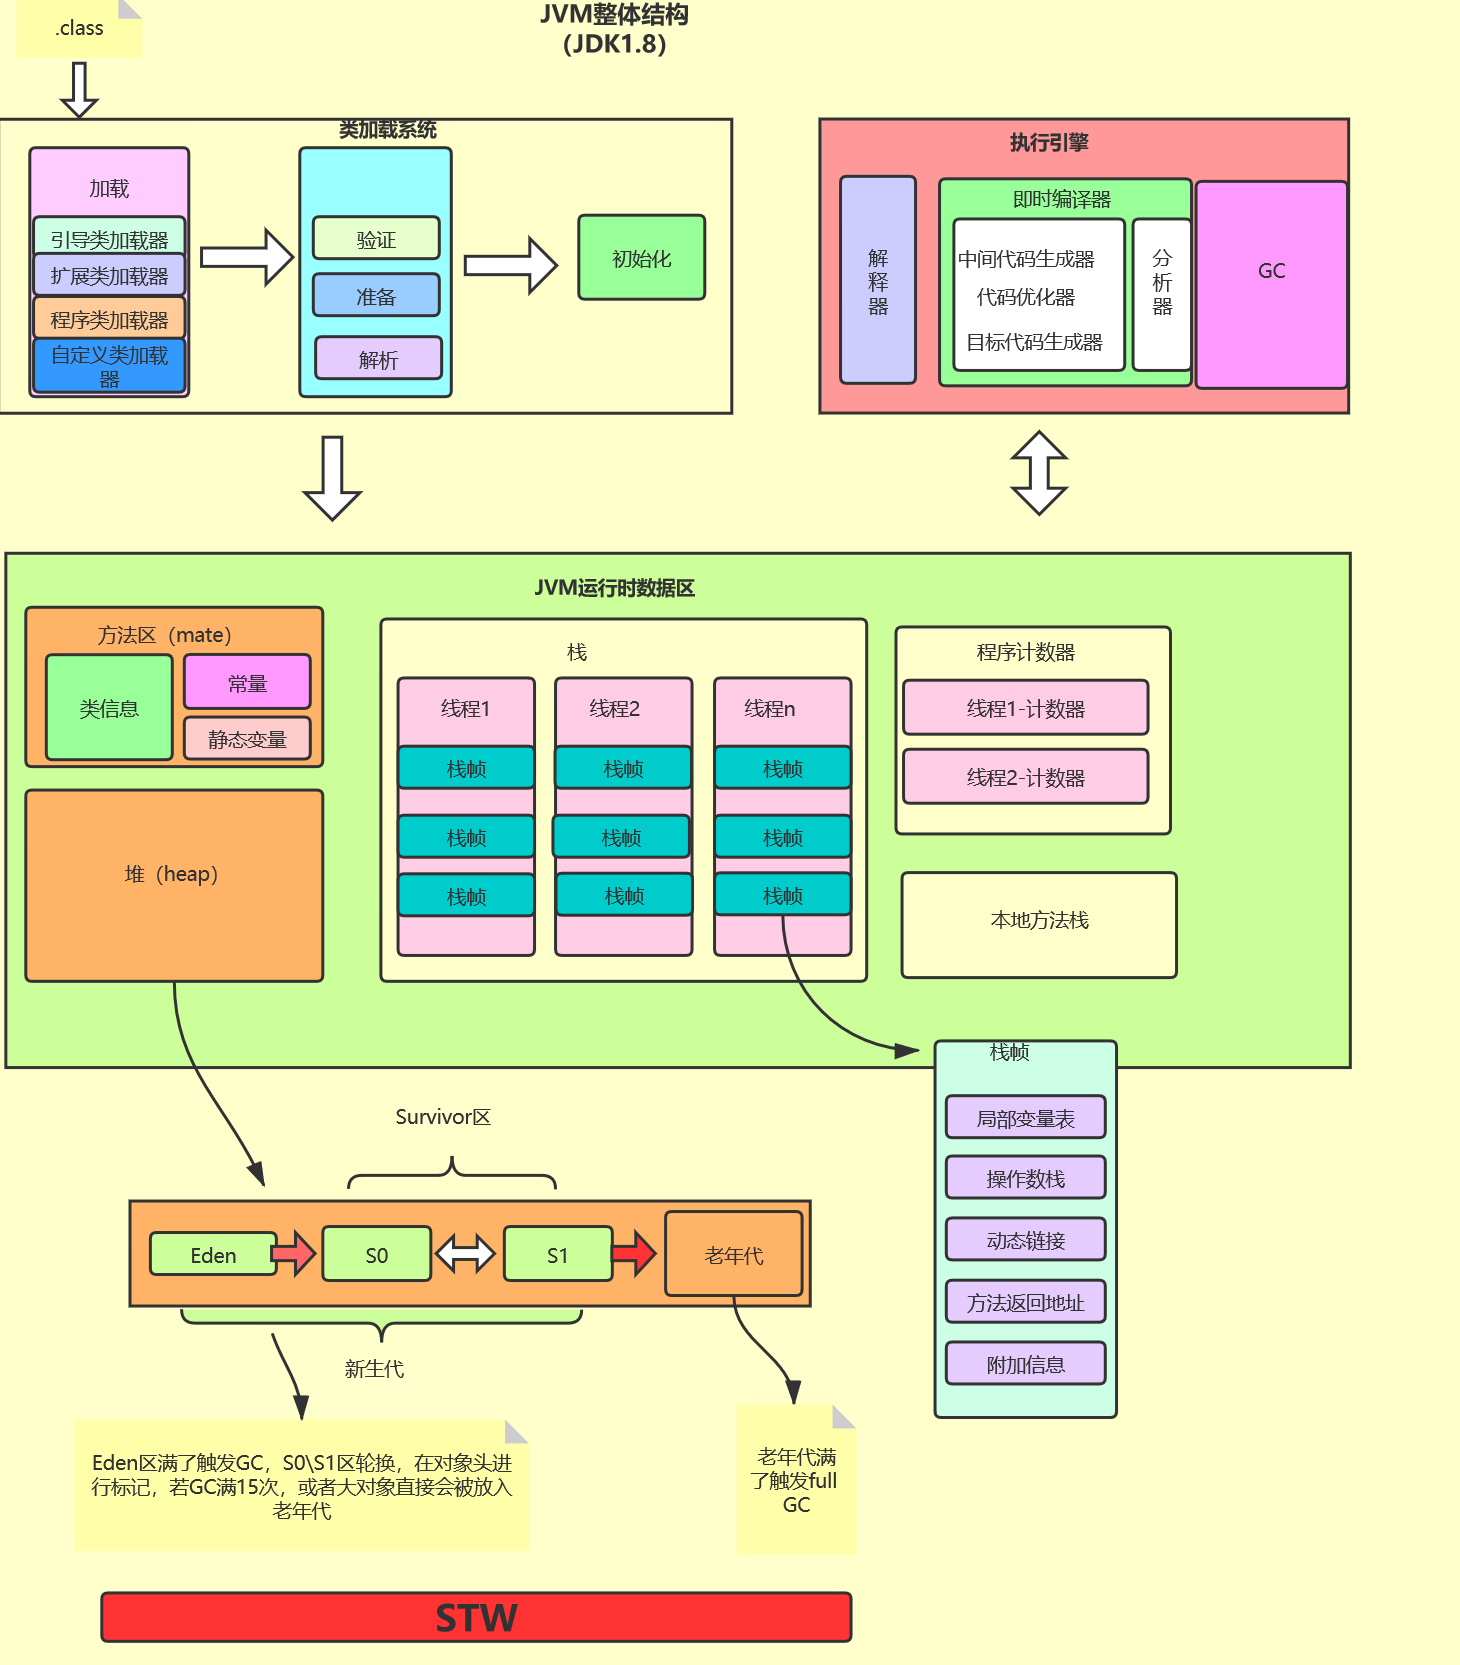 .class
JVM整体结构
（JDK1.8）
类加载系统
加载
引导类加载器
扩展类加载器
程序类加载器
自定义类加载
器
验证
准备
解析
初始化
执行引擎
解
释
器
即时编译器
中间代码生成器
代码优化器
目标代码生成器
分
析
器
GC
JVM运行时数据区
方法区（mate）
类信息
常量
静态变量
堆（heap）
栈
线程1
栈帧
栈帧
栈帧
线程2
栈帧
栈帧
栈帧
线程n
栈帧
栈帧
栈帧
程序计数器
线程1-计数器
线程2-计数器
本地方法栈
栈帧
局部变量表
操作数栈
动态链接
方法返回地址
附加信息
Survivor区
Eden
S0
S1
老年代
新生代
Eden区满了触发GC，S0\S1区轮换，在对象头进
行标记，若GC满15次，或者大对象直接会被放入
老年代
老年代满
了触发full
GC
STW